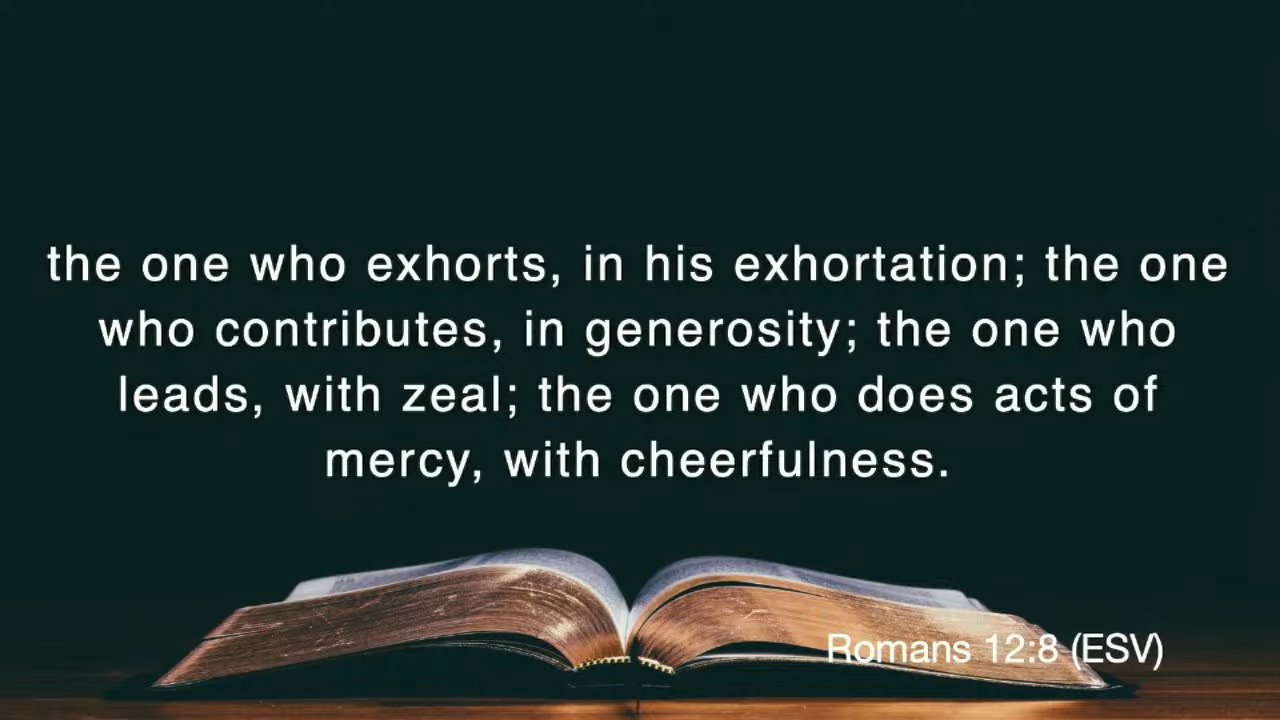 the one who exhorts, in his exhortation; the one
who contributes, in generosity; the one who
leads, with zeal; the one who does acts of
mercy, with cheerfulness.
Romans 12:8 (ESV)